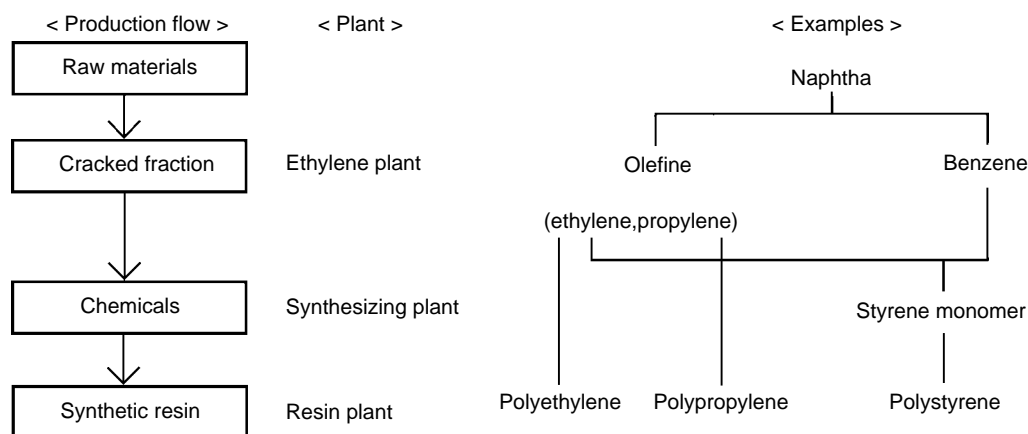 < Production flow > < Plant > < Examples >
Raw materials
Naphtha
Cracked fraction Ethylene plant Olefine Benzene
(ethylene,propylene)
Chemicals Synthesizing plant Styrene monomer
Synthetic resin Resin plant Polyethylene Polypropylene Polystyrene